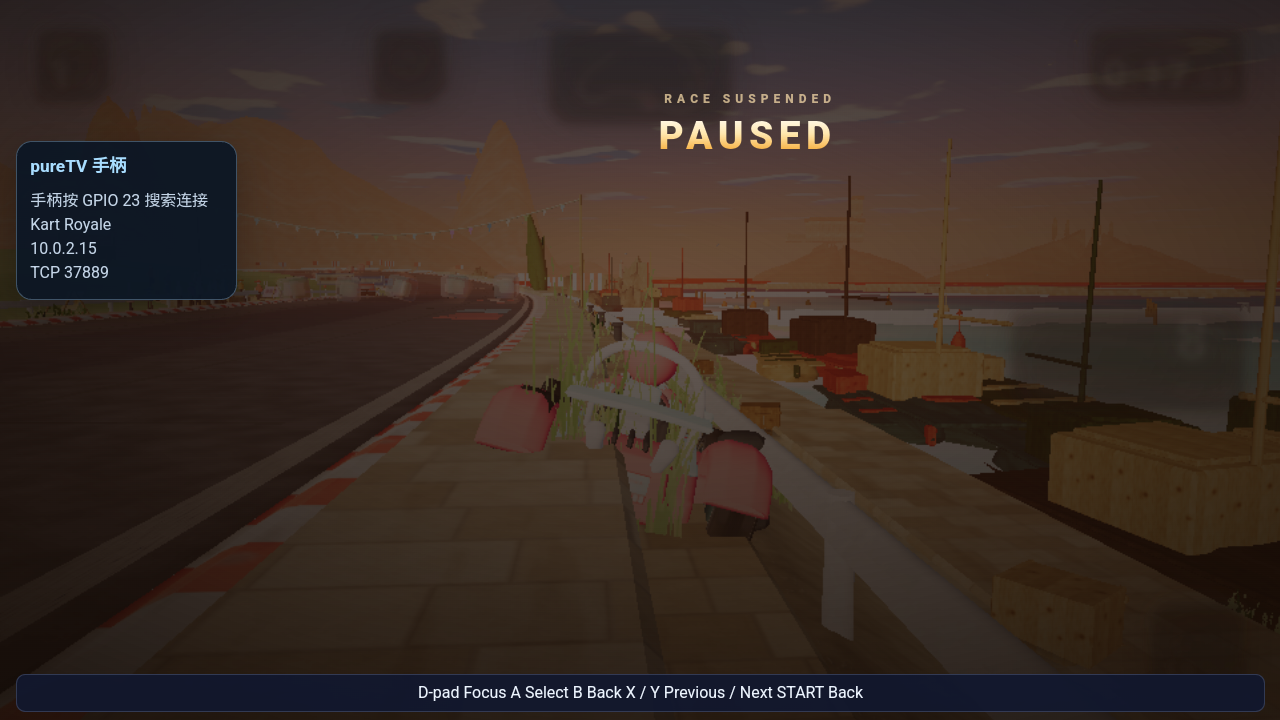 RACE SUSPENDED
PAUSED
pureTV 手柄
手柄按 GPIO 23 搜索连接
Kart Royale
10.0.2.15
TCP 37889
D-pad Focus A Select B Back X / Y Previous / Next START Back